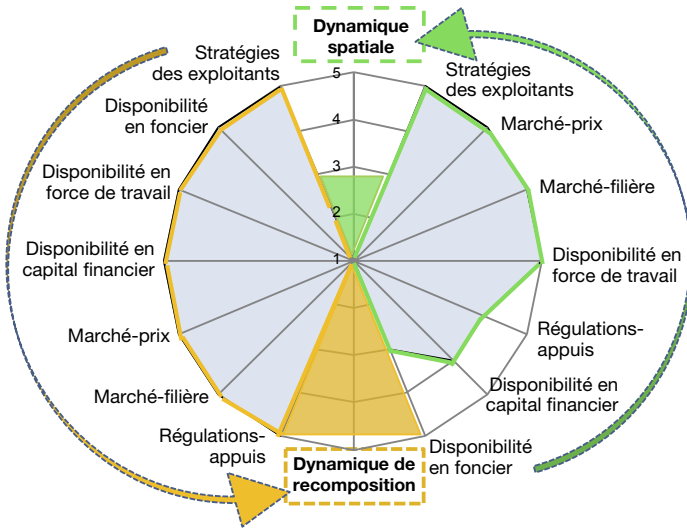 Dynamique
spatiale
Stratégies
des exploitants
Disponibilité
en foncier
Disponibilité en
force de travail
Disponibilité en
capital financier
Marché-prix
Marché-filière
Régulations-
appuis
5
4
3
2
1
Stratégies
des exploitants
Marché-prix
Marché-filière
Disponibilité en
force de travail
Régulations-
appuis
Disponibilité en
capital financier
Disponibilité
en foncier
Dynamique de
recomposition